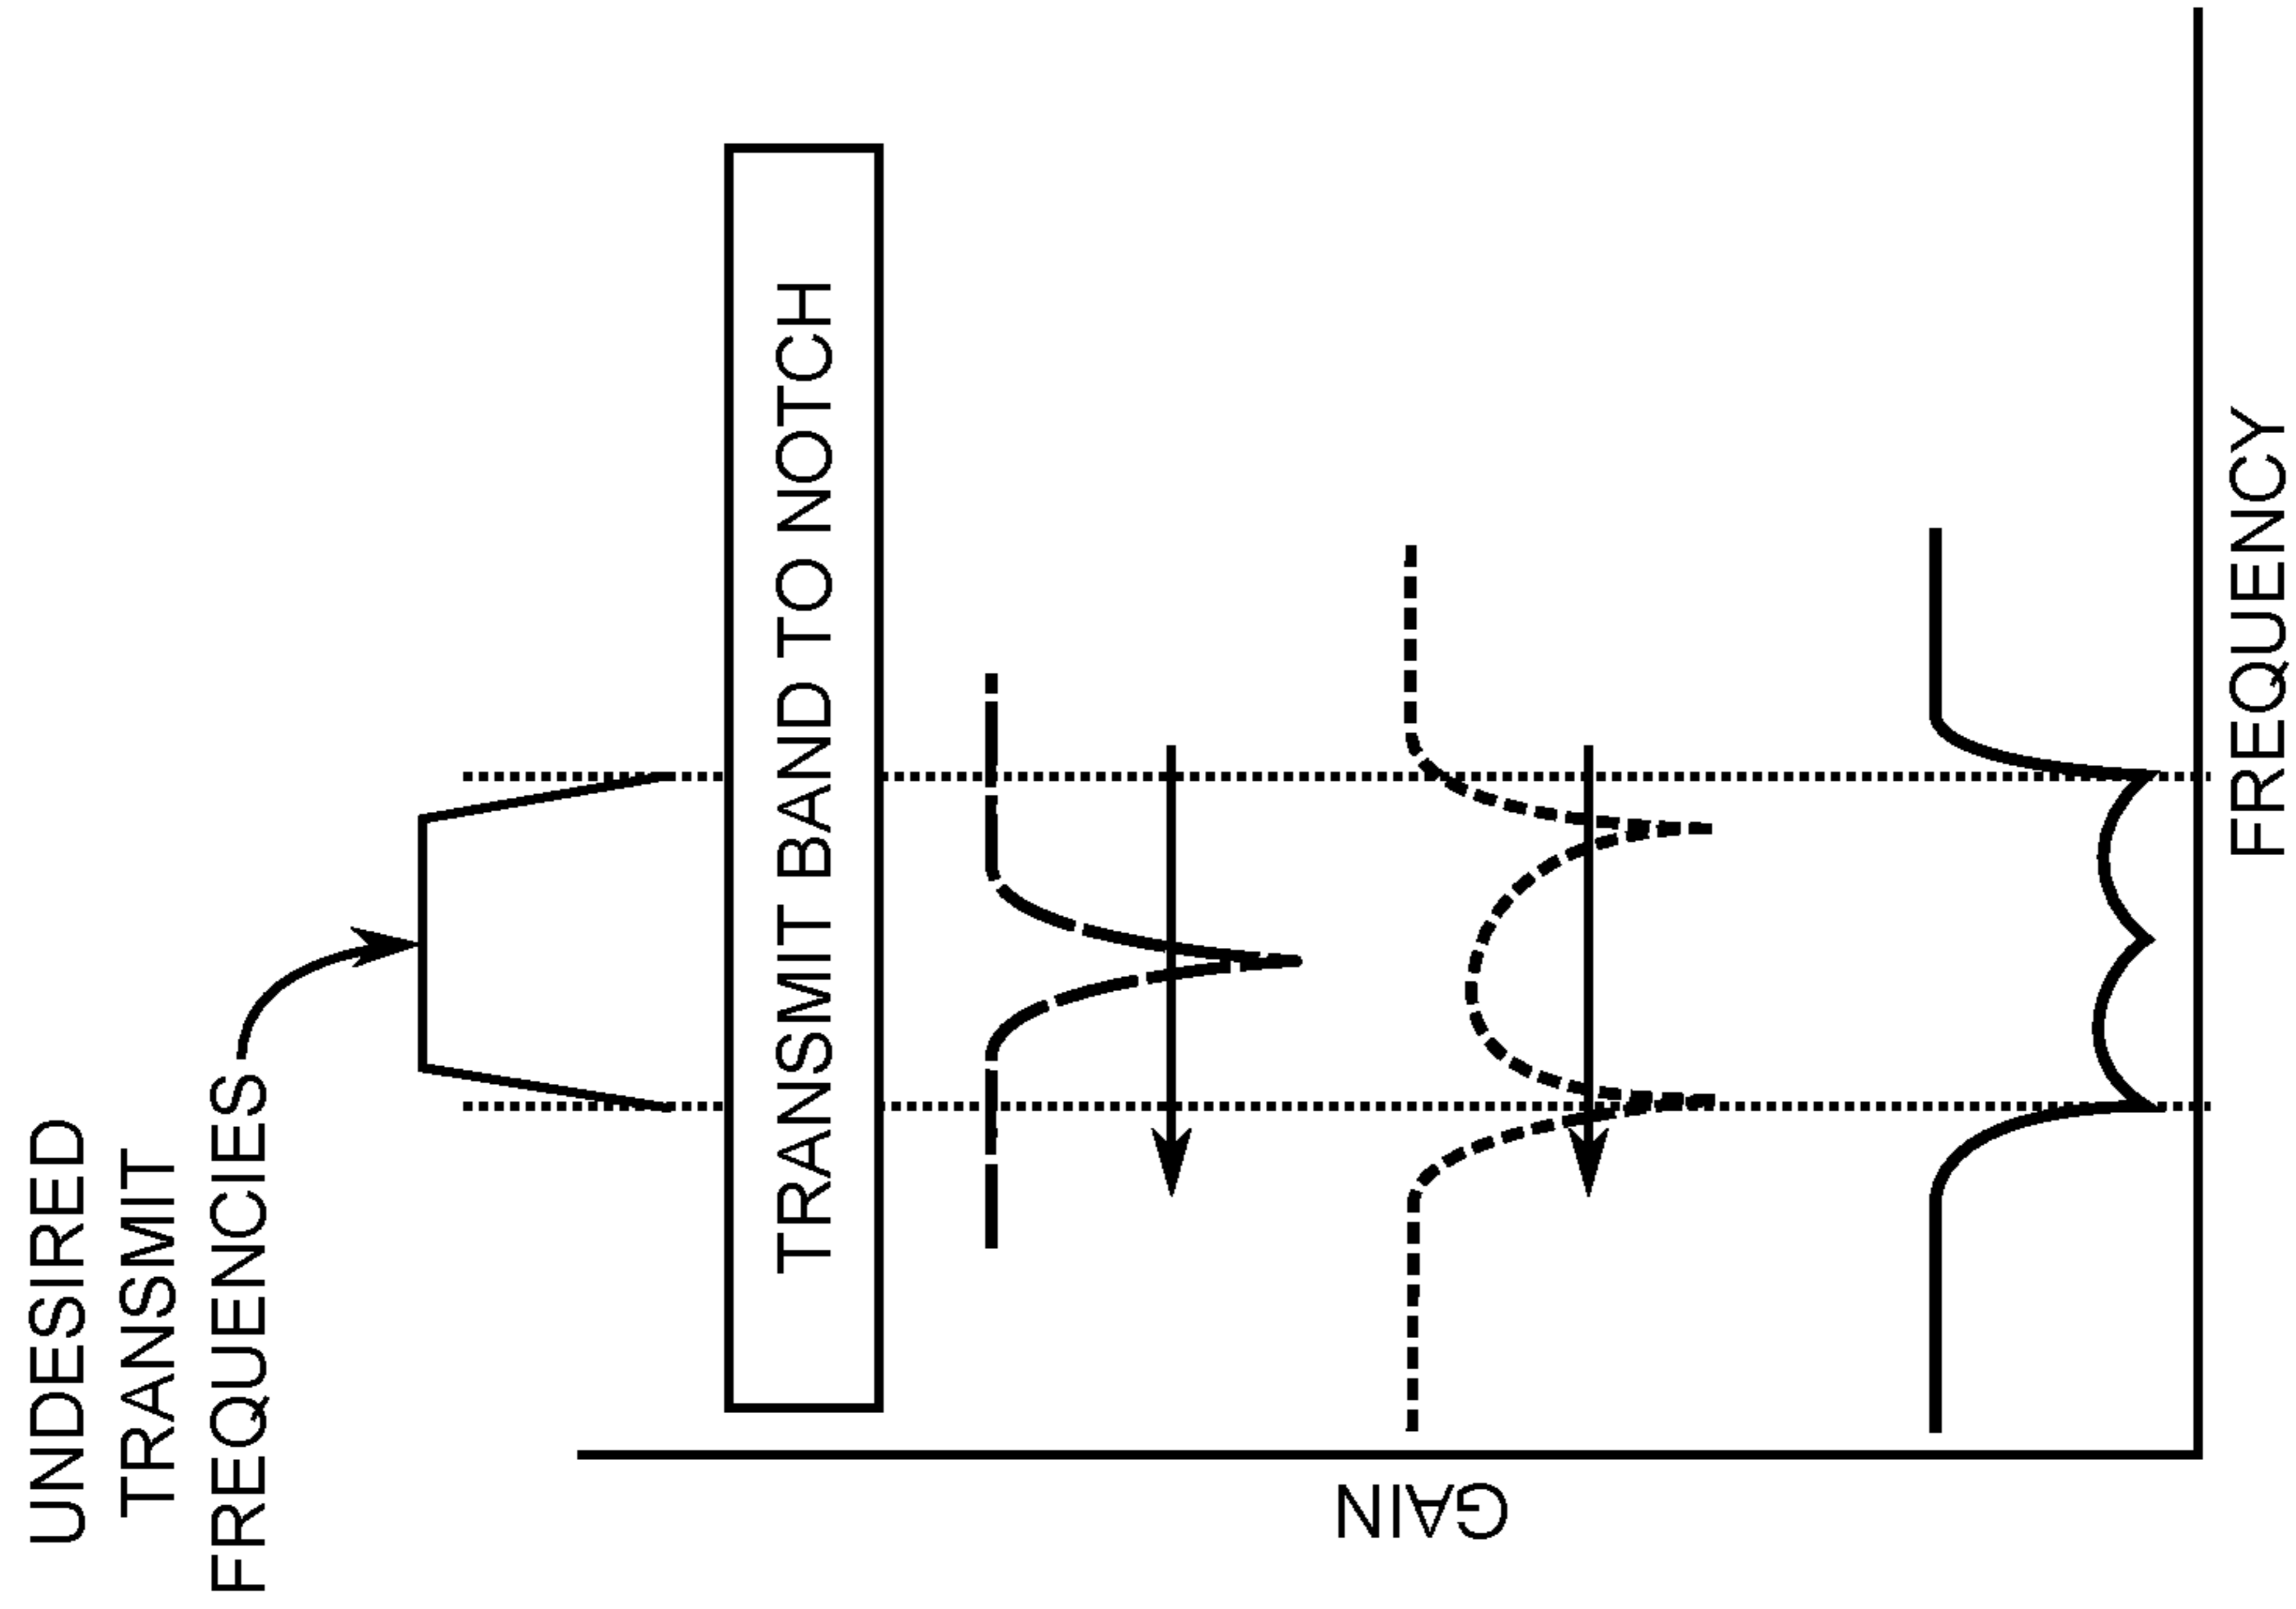 UNDESIRED
TRANSMIT
FREQUENCIES
TRANSMIT BAND TO NOTCH
GAIN
FREQUENCY